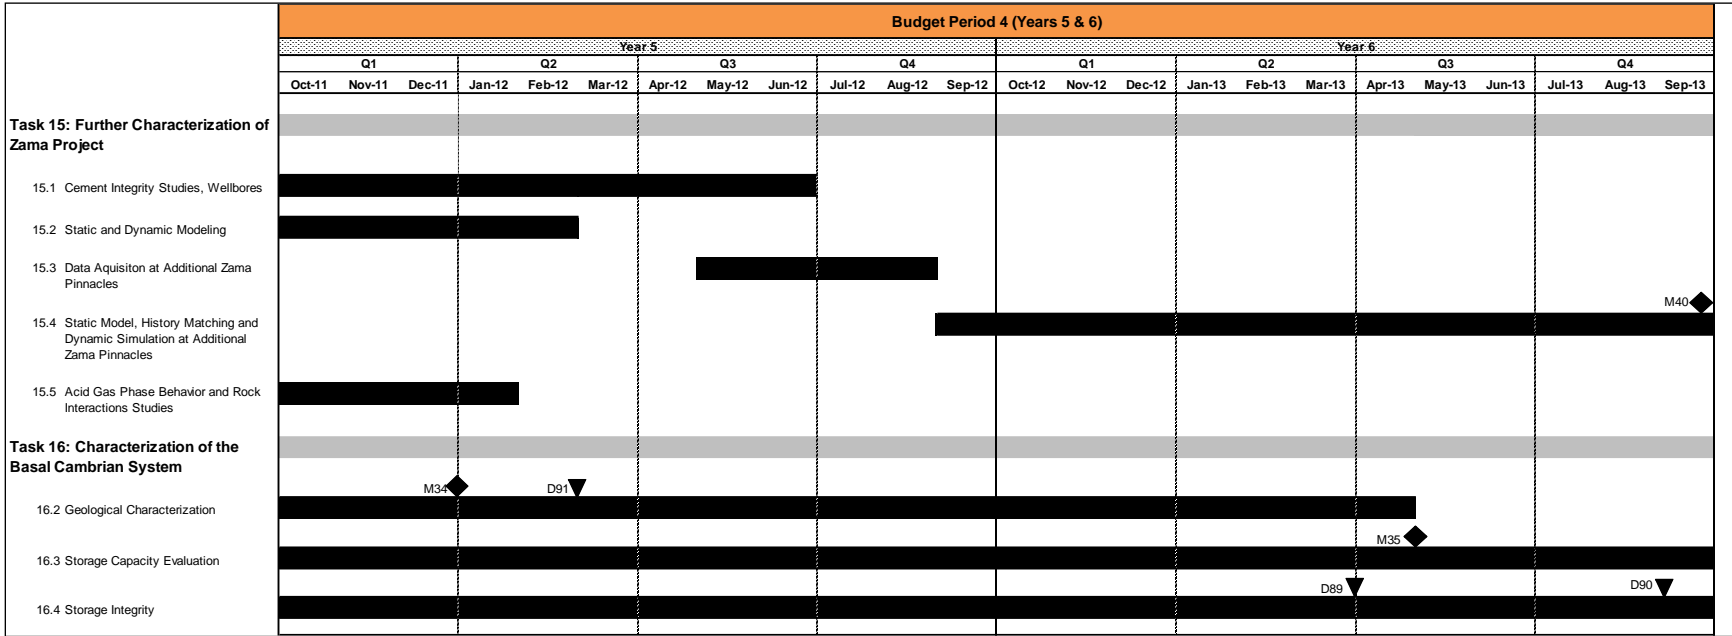 Budget Period 4 (Years 5 & 6)
Year 5 Year 6
Q1 Q2 Q3 Q4 Q1 Q2 Q3 Q4
Oct-11 Nov-11 Dec-11 Jan-12 Feb-12 Mar-12 Apr-12 May-12 Jun-12 Jul-12 Aug-12 Sep-12 Oct-12 Nov-12 Dec-12 Jan-13 Feb-13 Mar-13 Apr-13 May-13 Jun-13 Jul-13 Aug-13 Sep-13
Task 15: Further Characterization of
Zama Project
15.1 Cement Integrity Studies, Wellbores
15.2 Static and Dynamic Modeling
15.3 Data Aquisiton at Additional Zama
Pinnacles
M40
15.4 Static Model, History Matching and
Dynamic Simulation at Additional
Zama Pinnacles
15.5 Acid Gas Phase Behavior and Rock
Interactions Studies
Task 16: Characterization of the
Basal Cambrian System
M34 D91
16.2 Geological Characterization
M35
16.3 Storage Capacity Evaluation
D89 D90
16.4 Storage Integrity